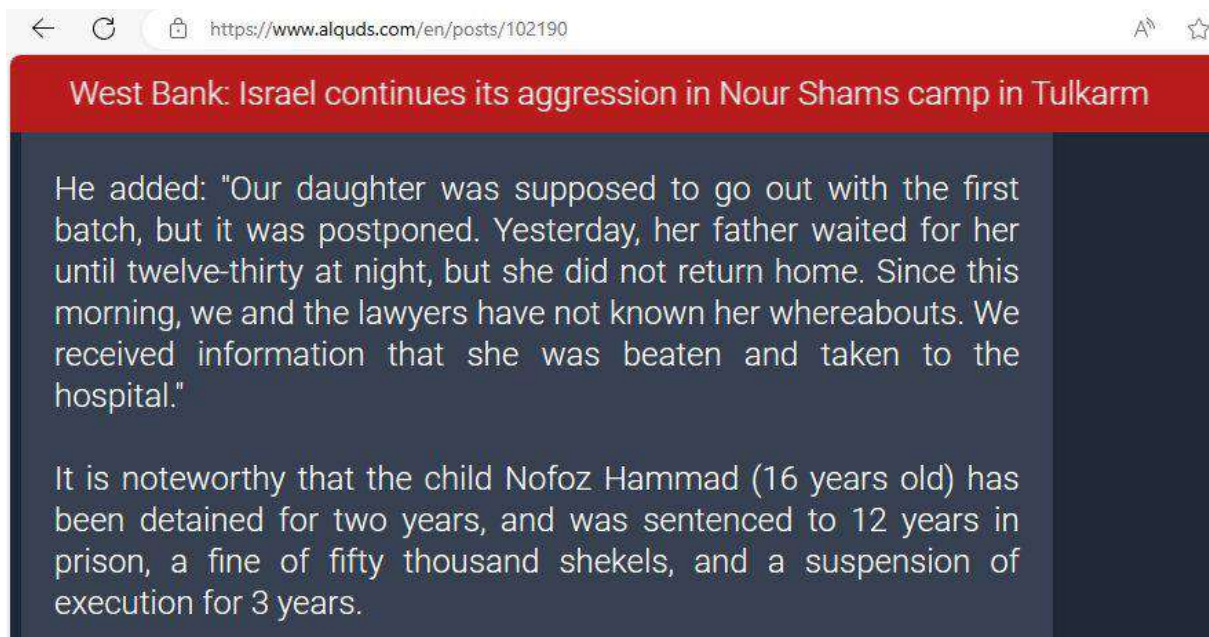 https://www.alquds.com/en/posts/102190
West Bank: Israel continues its aggression in Nour Shams camp in Tulkarm
He added: "Our daughter was supposed to go out with the first
batch, but it was postponed. Yesterday, her father waited for her
until twelve-thirty at night, but she did not return home. Since this
morning, we and the lawyers have not known her whereabouts. We
received information that she was beaten and taken to the
hospital."
It is noteworthy that the child Nofoz Hammad (16 years old) has
been detained for two years, and was sentenced to 12 years in
prison, a fine of fifty thousand shekels, and a suspension of
execution for 3 years.